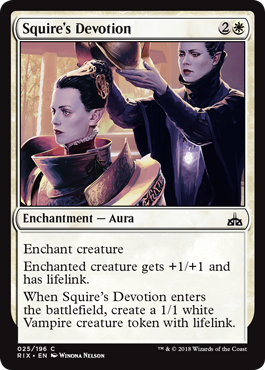 Squire's Devotion 2
Enchantment — Aura
Enchant creature
Enchanted creature gets +1/+1 and
has lifelink.
When Squire's Devotion enters
the battlefield, create a 1/1 white
Vampire creature token with lifelink.
025/196 C
RIX • EN Winona Nelson
™ & © 2018 Wizards of the Coast